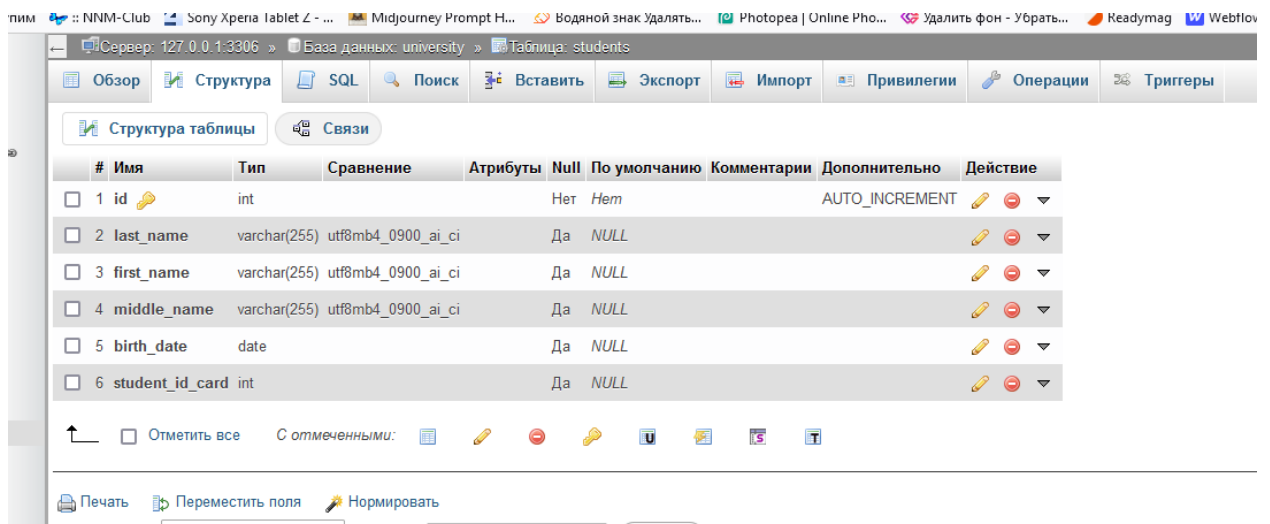 :: NNM-Club Sony Xperia Tablet Z - ... Midjourney Prompt H... Водяной знак Удалять... Photopea | Online Pho... Удалить фон - Убрать... Readymag Webflow
← Сервер: 127.0.0.1:3306 » База данных: university » Таблица: students
Обзор Структура SQL Поиск Вставить Экспорт Импорт Привилегии Операции Триггеры
Структура таблицы Связи
# Имя Тип Сравнение Атрибуты Null По умолчанию Комментарии Дополнительно Действие
1 id int Нет Нет AUTO_INCREMENT
2 last_name varchar(255) utf8mb4_0900_ai_ci Да NULL
3 first_name varchar(255) utf8mb4_0900_ai_ci Да NULL
4 middle_name varchar(255) utf8mb4_0900_ai_ci Да NULL
5 birth_date date Да NULL
6 student_id_card int Да NULL
Отметить все С отмеченными: U S T
Печать Переместить поля Нормировать